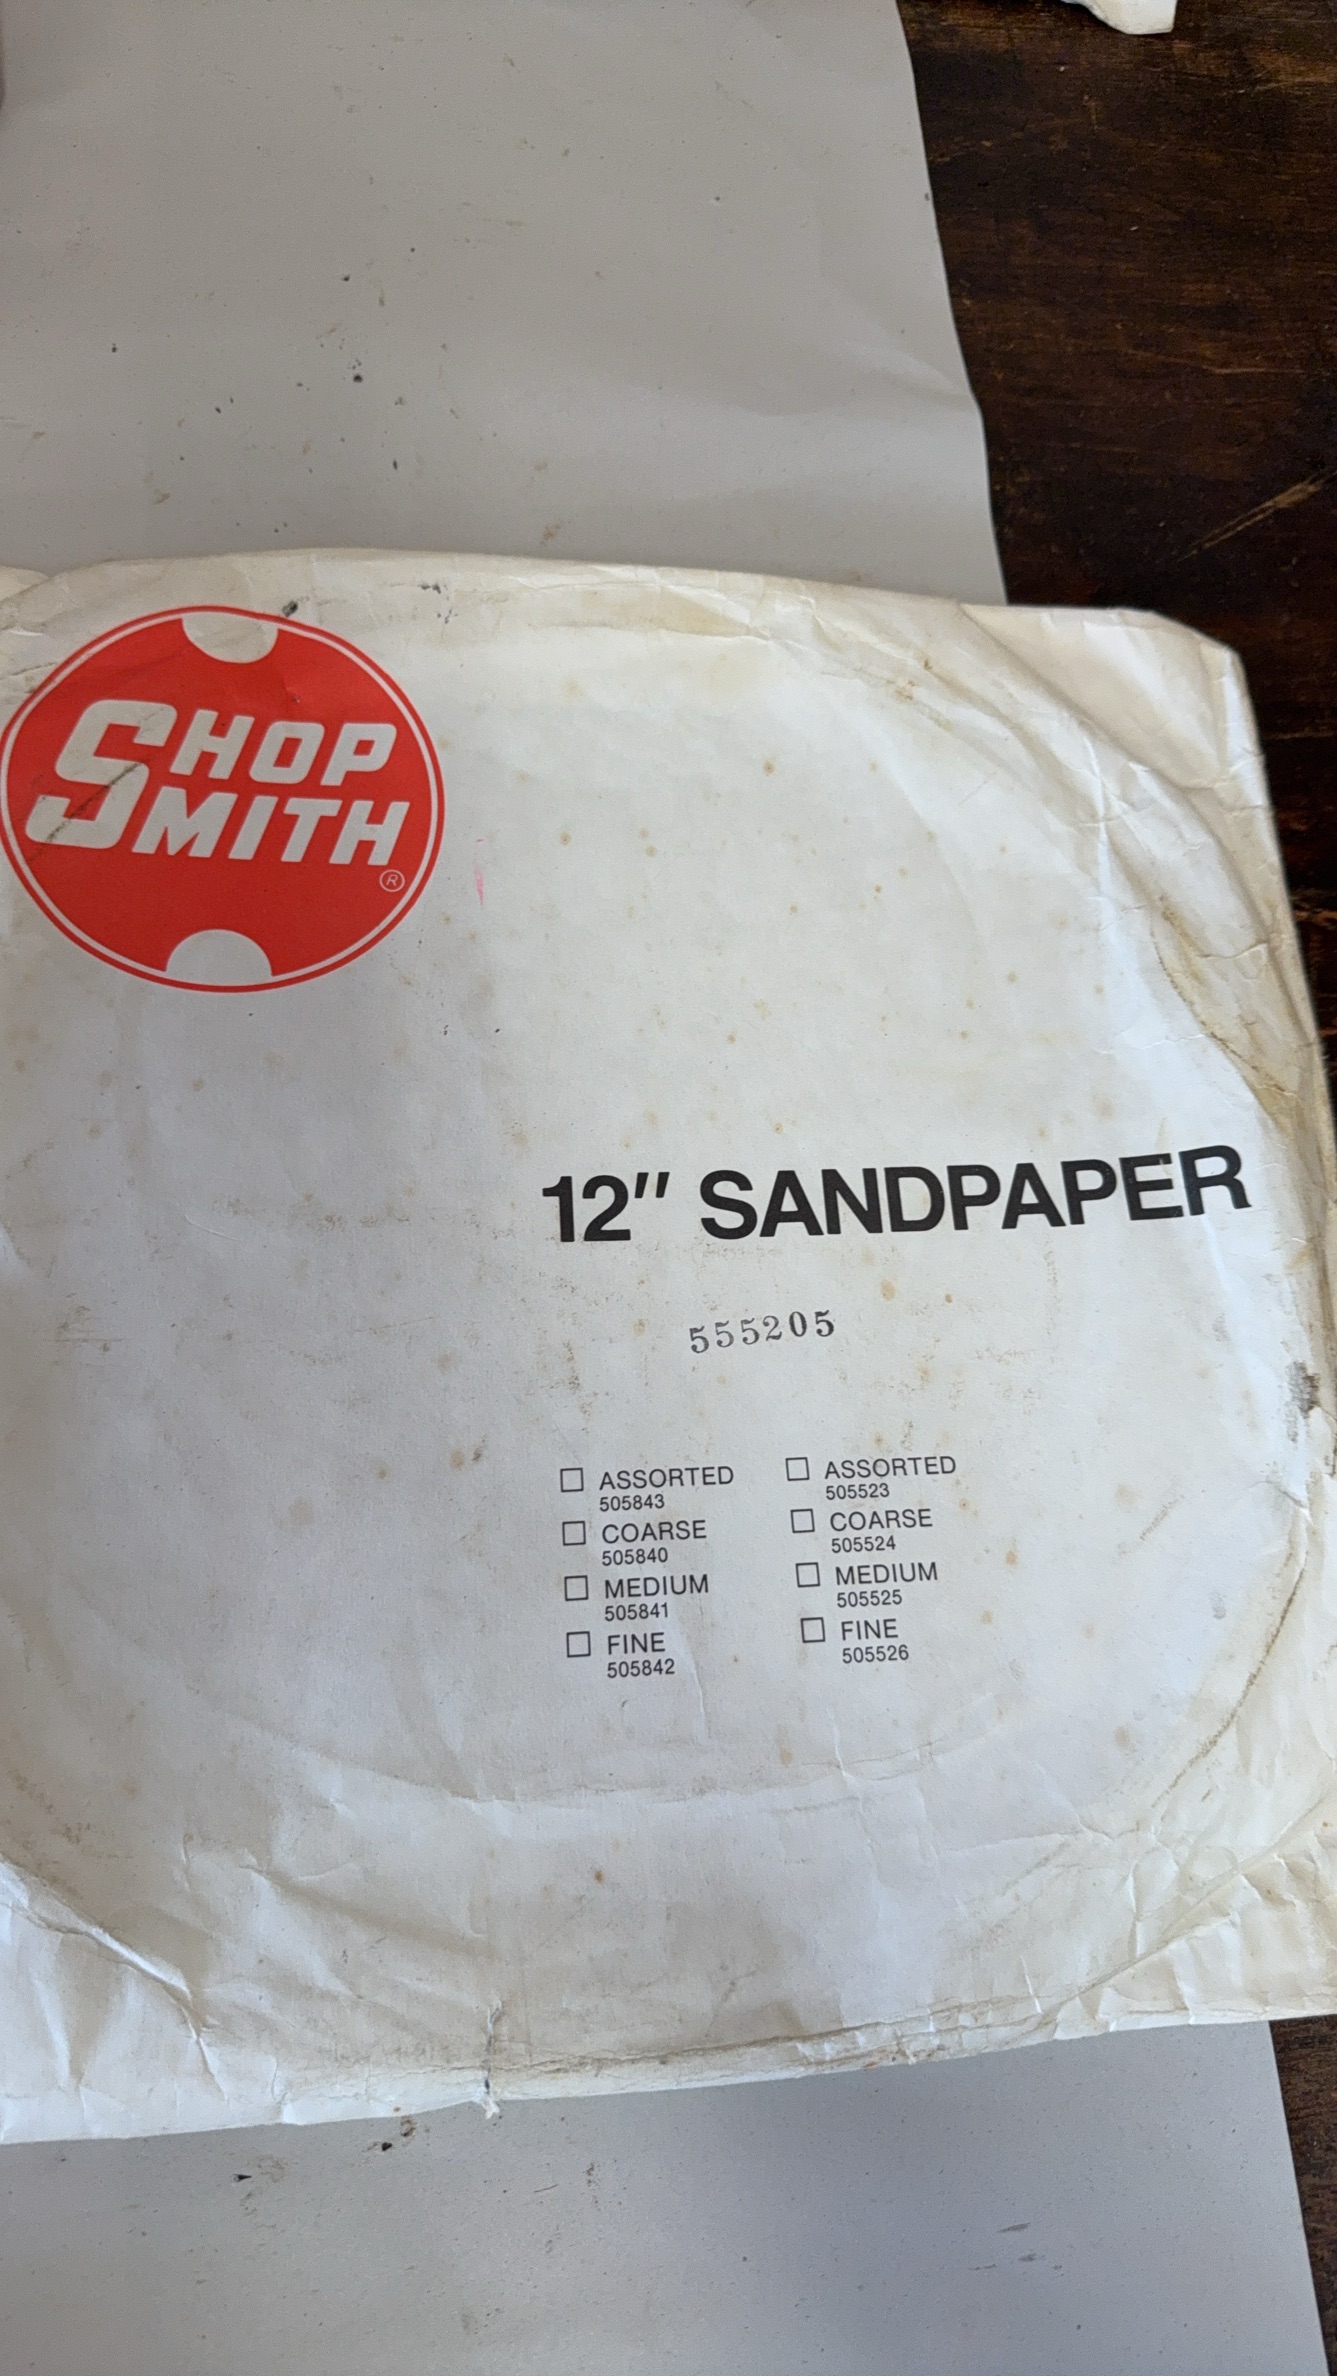 SHOP
SMITH
®
12" SANDPAPER
555205
☐ ASSORTED
505843
☐ COARSE
505840
☐ MEDIUM
505841
☐ FINE
505842
☐ ASSORTED
505523
☐ COARSE
505524
☐ MEDIUM
505525
☐ FINE
505526